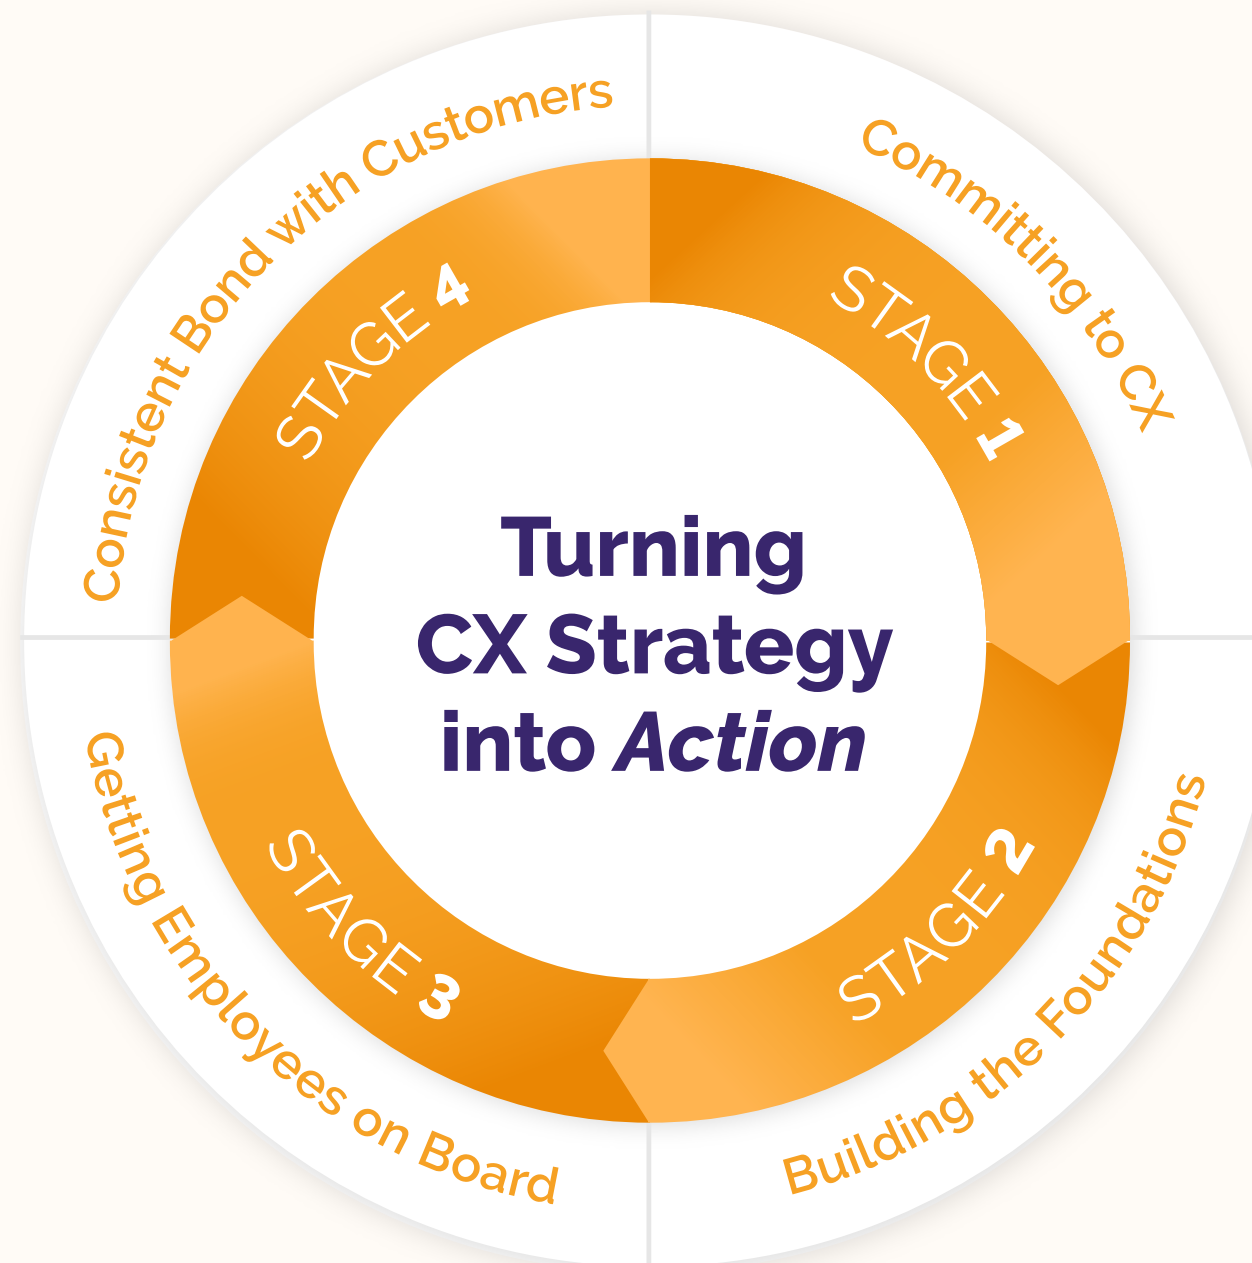 Turning
CX Strategy
into Action
STAGE 1
Committing to CX
STAGE 2
Building the Foundations
STAGE 3
Getting Employees on Board
STAGE 4
Consistent Bond with Customers